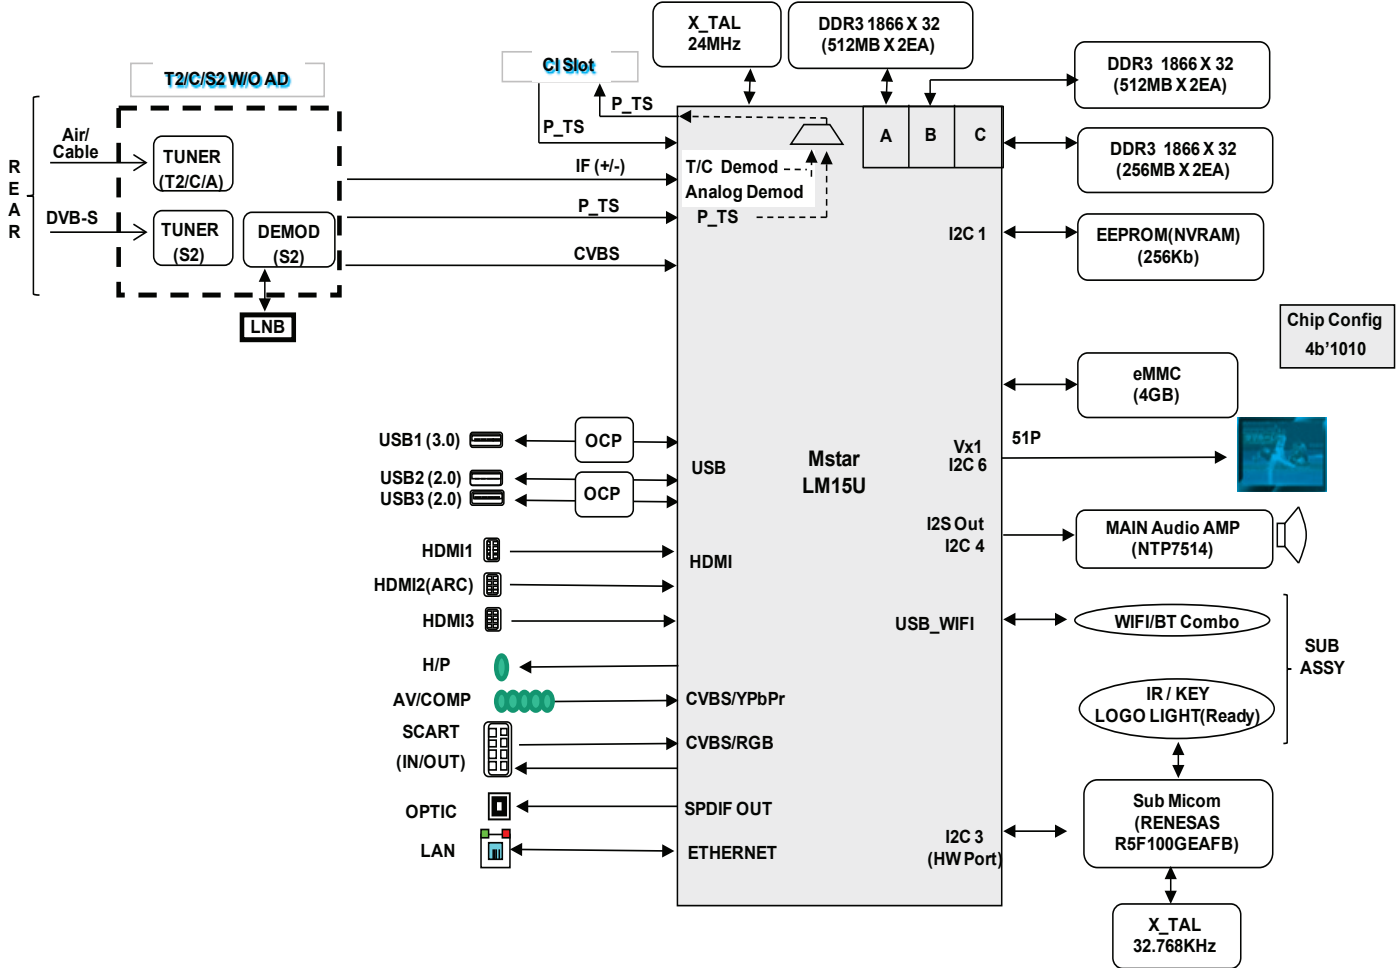 X_TAL
24MHz
DDR3 1866 X 32
(512MB X 2EA)
CI Slot
T2/C/S2 W/O AD
DDR3 1866 X 32
(512MB X 2EA)
P_TS
P_TS
A
B
C
DDR3 1866 X 32
(256MB X 2EA)
R
E
A
R
Air/
Cable
TUNER
(T2/C/A)
IF (+/-)
T/C Demod
Analog Demod
P_TS
P_TS
DVB-S
TUNER
(S2)
DEMOD
(S2)
CVBS
I2C 1
EEPROM(NVRAM)
(256Kb)
LNB
Chip Config
4b'1010
eMMC
(4GB)
USB1 (3.0)
OCP
USB2 (2.0)
USB3 (2.0)
OCP
USB
Mstar
LM15U
Vx1
I2C 6
51P
I2S Out
I2C 4
MAIN Audio AMP
(NTP7514)
HDMI1
HDMI2(ARC)
HDMI3
HDMI
USB_WIFI
WIFI/BT Combo
SUB
ASSY
H/P
AV/COMP
CVBS/YPbPr
IR / KEY
LOGO LIGHT(Ready)
SCART
(IN/OUT)
CVBS/RGB
OPTIC
SPDIF OUT
LAN
ETHERNET
I2C 3
(HW Port)
Sub Micom
(RENESAS
R5F100GEAFB)
X_TAL
32.768KHz